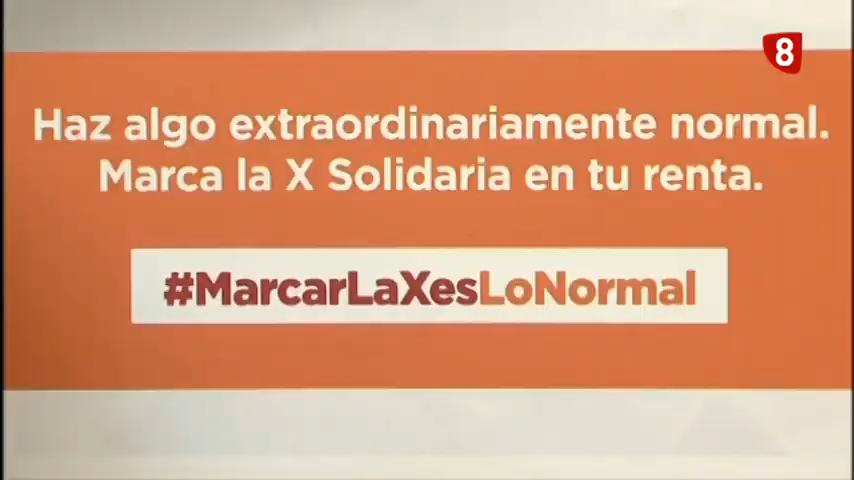 8
Haz algo extraordinariamente normal.
Marca la X Solidaria en tu renta.
#MarcarLaXesLoNormal